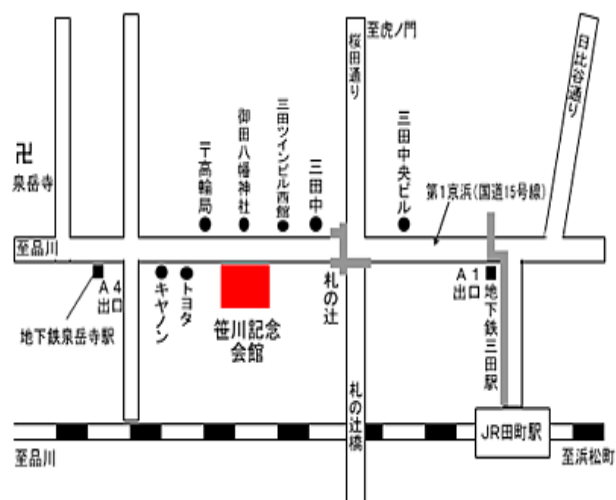 至虎ノ門
桜田通り
日比谷通り
卍
泉岳寺
〒高輪局
御田八幡神社
三田ツインビル西館
三田中
三田中央ビル
第1京浜(国道15号線)
至品川
A4
出口
地下鉄泉岳寺駅
キヤノン
トヨタ
笹川記念
会館
札の辻
A1
出口
地下鉄三田駅
札の辻橋
JR田町駅
至品川
至浜松町